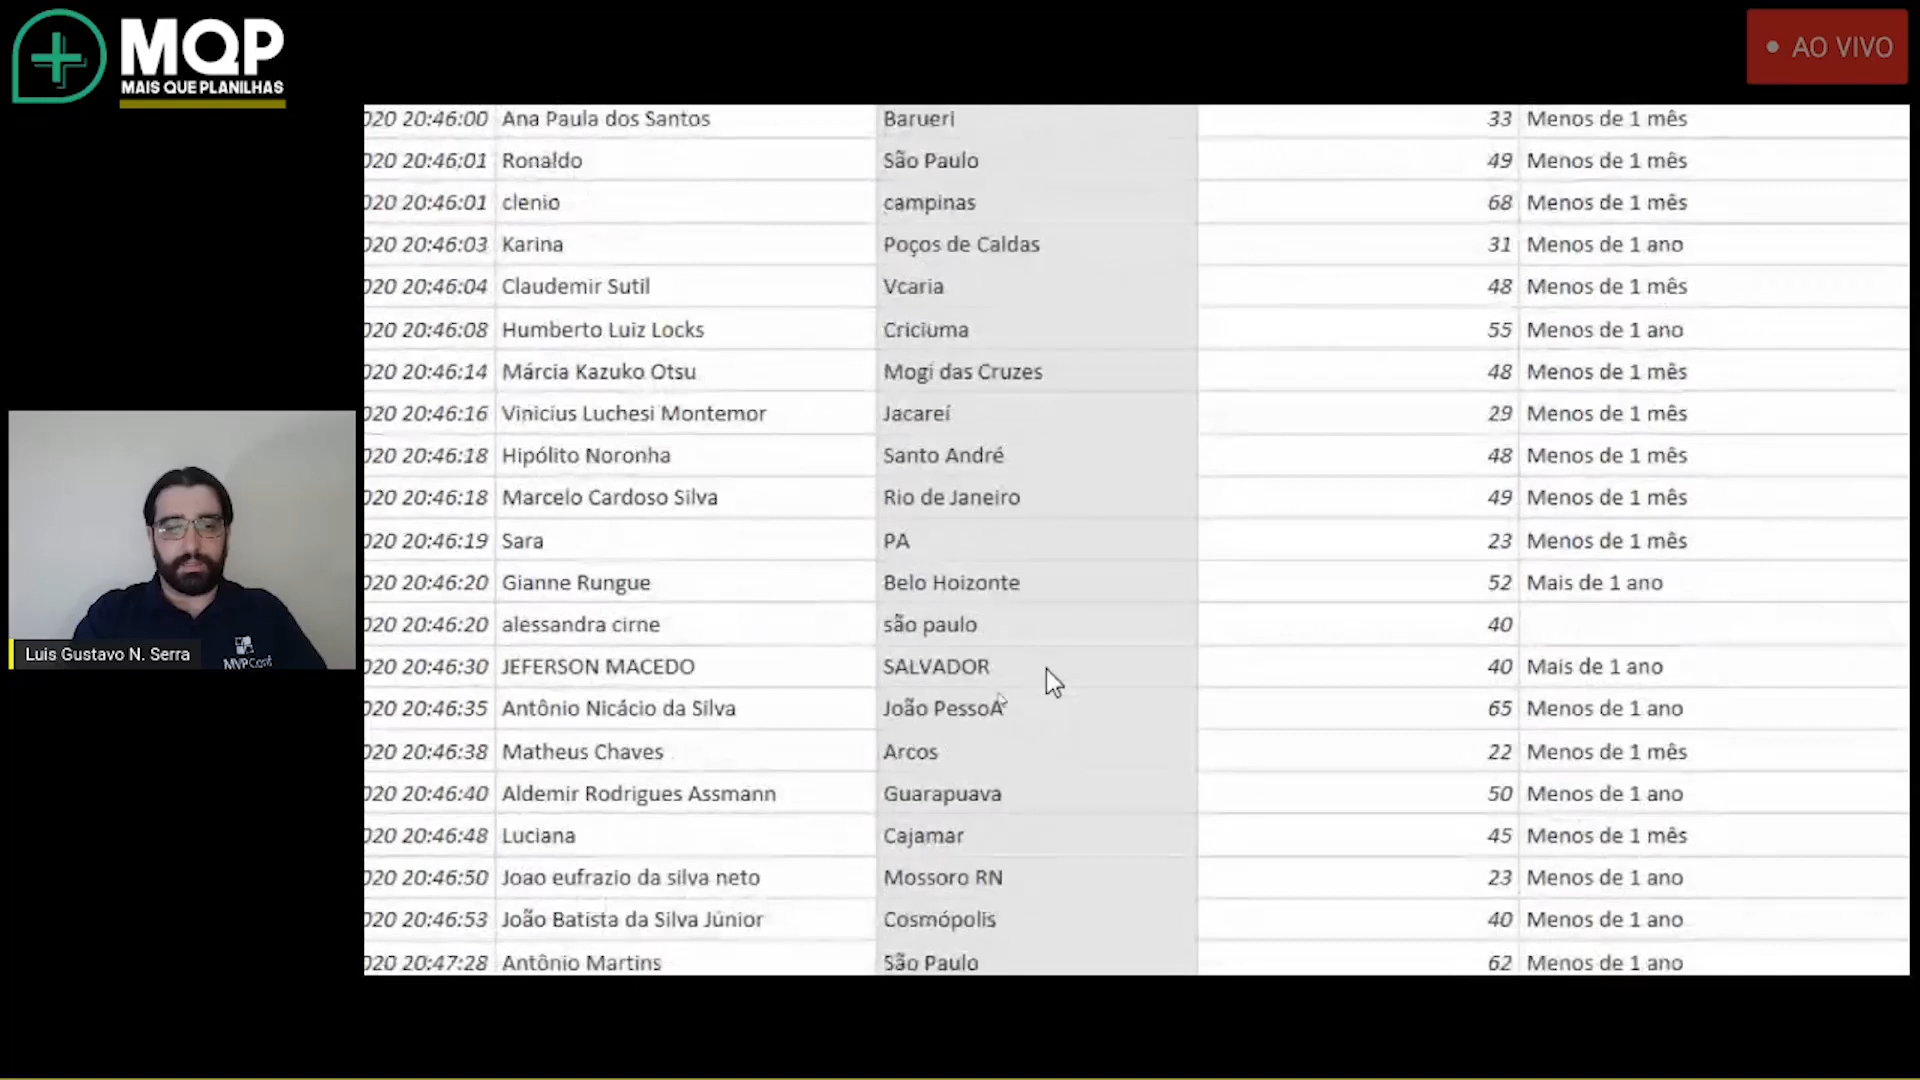 MQP
MAIS QUE PLANILHAS
AO VIVO
020 20:46:00 Ana Paula dos Santos Barueri 33 Menos de 1 mês
020 20:46:01 Ronaldo São Paulo 49 Menos de 1 mês
020 20:46:01 clenio campinas 68 Menos de 1 mês
020 20:46:03 Karina Poços de Caldas 31 Menos de 1 ano
020 20:46:04 Claudemir Sutil Vcaria 48 Menos de 1 mês
020 20:46:08 Humberto Luiz Locks Criciuma 55 Menos de 1 ano
020 20:46:14 Márcia Kazuko Otsu Mogi das Cruzes 48 Menos de 1 mês
020 20:46:16 Vinicius Luchesi Montemor Jacareí 29 Menos de 1 mês
020 20:46:18 Hipólito Noronha Santo André 48 Menos de 1 mês
020 20:46:18 Marcelo Cardoso Silva Rio de Janeiro 49 Menos de 1 mês
020 20:46:19 Sara PA 23 Menos de 1 mês
020 20:46:20 Gianne Rungue Belo Hoizonte 52 Mais de 1 ano
020 20:46:20 alessandra cirne são paulo 40
020 20:46:30 JEFERSON MACEDO SALVADOR 40 Mais de 1 ano
020 20:46:35 Antônio Nicácio da Silva João PessoA 65 Menos de 1 ano
020 20:46:38 Matheus Chaves Arcos 22 Menos de 1 mês
020 20:46:40 Aldemir Rodrigues Assmann Guarapuava 50 Menos de 1 ano
020 20:46:48 Luciana Cajamar 45 Menos de 1 mês
020 20:46:50 Joao eufrazio da silva neto Mossoro RN 23 Menos de 1 ano
020 20:46:53 João Batista da Silva Júnior Cosmópolis 40 Menos de 1 ano
020 20:47:28 Antônio Martins São Paulo 62 Menos de 1 ano
MVPConf
Luis Gustavo N. Serra